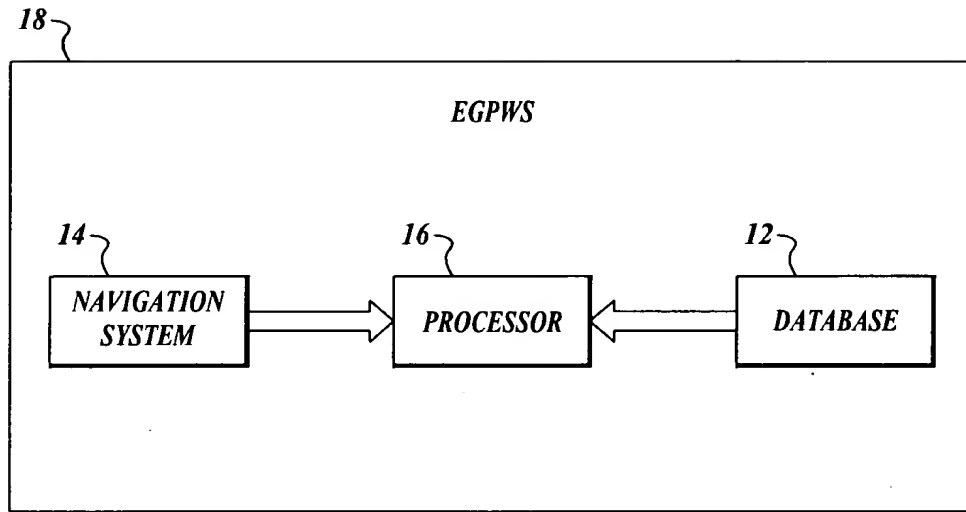 18
EGPWS
14
16
12
NAVIGATION
SYSTEM
PROCESSOR
DATABASE